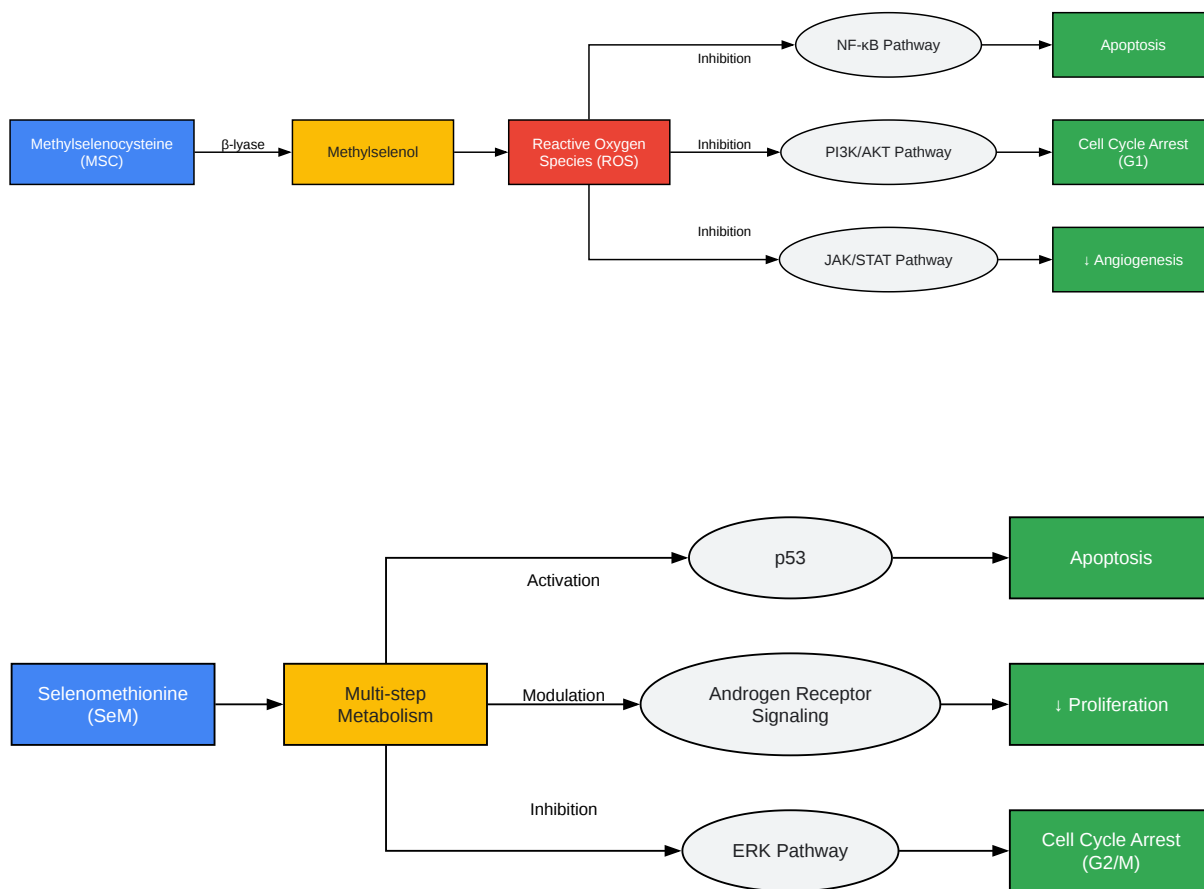 NF-κB Pathway
Apoptosis
Inhibition
Methylselenocysteine
(MSC)
β-lyase
Methylselenol
Reactive Oxygen
Species (ROS)
Inhibition
PI3K/AKT Pathway
Cell Cycle Arrest
(G1)
Inhibition
JAK/STAT Pathway
↓ Angiogenesis
p53
Apoptosis
Activation
Selenomethionine
(SeM)
Multi-step
Metabolism
Modulation
Androgen Receptor
Signaling
↓ Proliferation
Inhibition
ERK Pathway
Cell Cycle Arrest
(G2/M)